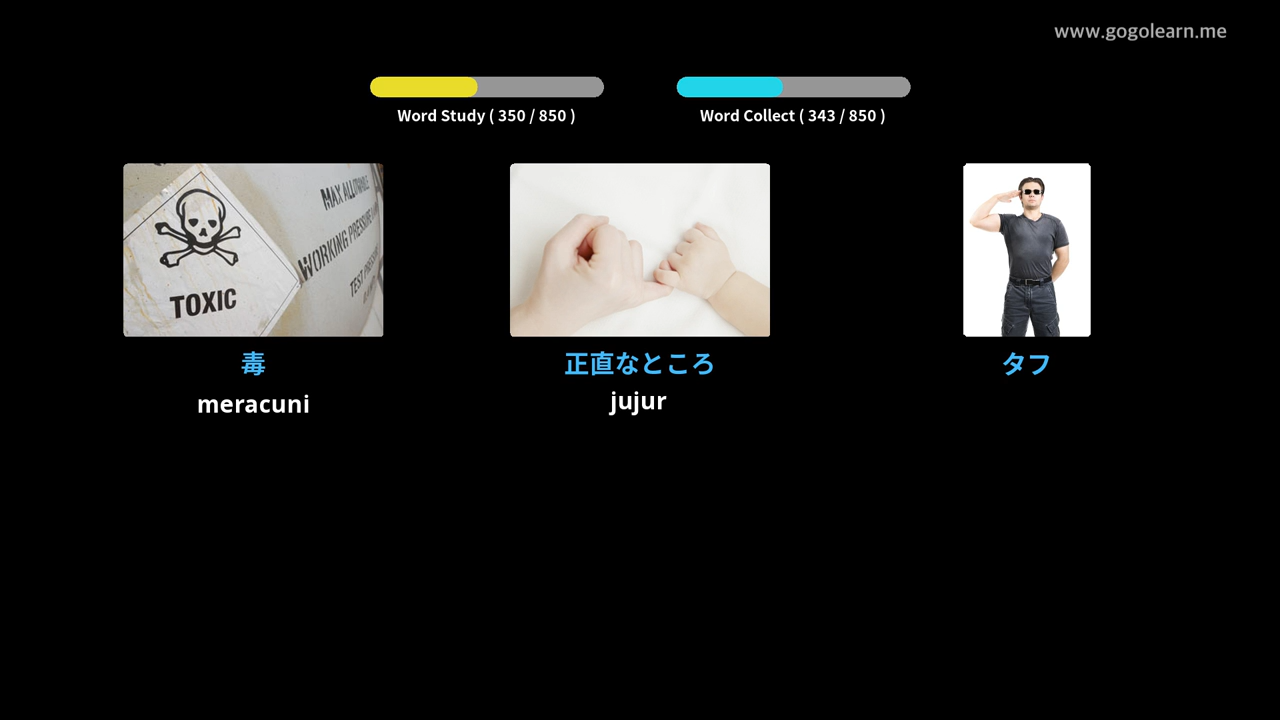 www.gogolearn.me
Word Study ( 350 / 850 )
Word Collect ( 343 / 850 )
TOXIC
MAX ALLOWABLE
WORKING PRESSURE
TEST PRESSURE
毒
正直なところ
タフ
meracuni
jujur